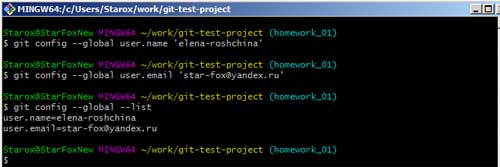 MINGW64:/c/Users/Starox/work/git-test-project
Starox@StarFoxNew MINGW64 ~/work/git-test-project (homework_01)
$ git config --global user.name 'elena-roshchina'
Starox@StarFoxNew MINGW64 ~/work/git-test-project (homework_01)
$ git config --global user.email 'star-fox@yandex.ru'
Starox@StarFoxNew MINGW64 ~/work/git-test-project (homework_01)
$ git config --global --list
user.name=elena-roshchina
user.email=star-fox@yandex.ru
Starox@StarFoxNew MINGW64 ~/work/git-test-project (homework_01)
$